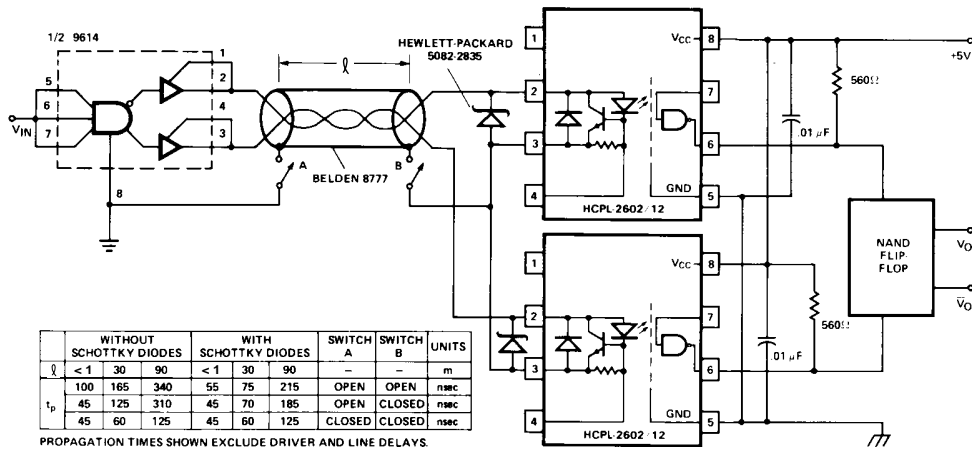 1/2 9614
1
2
4
3
5
6
7
V_IN
8
ℓ
A
B
BELDEN 8777
HEWLETT-PACKARD
5082-2835
1
2
3
4
V_CC
8
7
6
GND
5
HCPL-2602/12
+5V
560Ω
.01 μF
1
2
3
4
V_CC
8
7
6
GND
5
HCPL-2602/12
560Ω
.01 μF
NAND
FLIP-
FLOP
V_O
V̅_O
WITHOUT SCHOTTKY DIODES WITH SCHOTTKY DIODES SWITCH A SWITCH B UNITS
ℓ < 1 30 90 < 1 30 90 – – m
t_p 100 165 340 55 75 215 OPEN OPEN nsec
45 125 310 45 70 185 OPEN CLOSED nsec
45 60 125 45 60 125 CLOSED CLOSED nsec
PROPAGATION TIMES SHOWN EXCLUDE DRIVER AND LINE DELAYS.